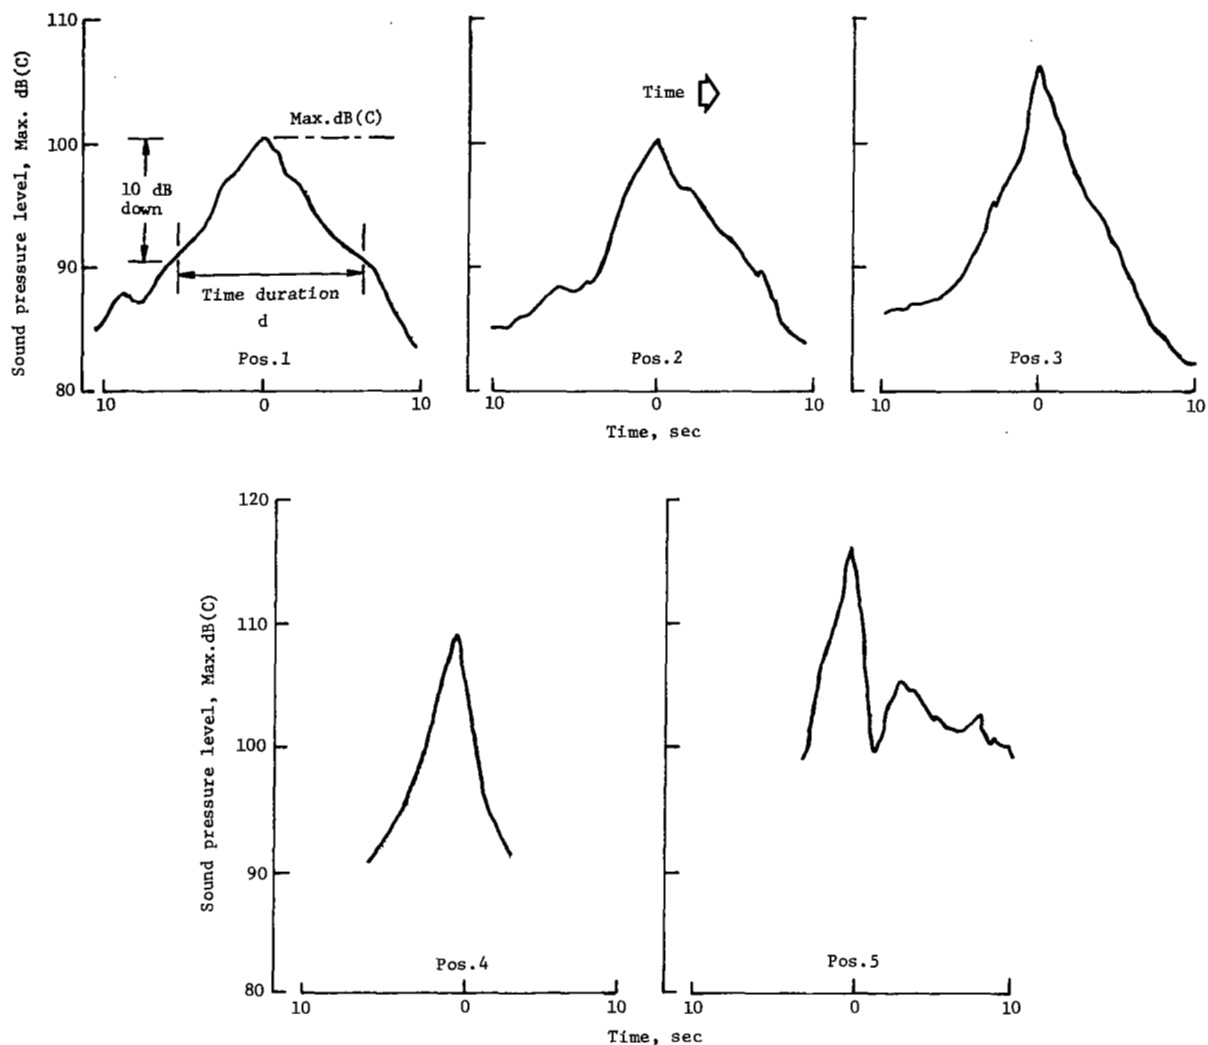 110
100
90
80
Sound pressure level, Max. dB(C)
Max.dB(C)
10 dB
down
Time duration
d
Pos.1
10 0 10
Time
Pos.2
10 0 10
Time, sec
Pos.3
10 0 10
120
110
100
90
80
Sound pressure level, Max.dB(C)
Pos.4
10 0 10
Pos.5
10 0 10
Time, sec